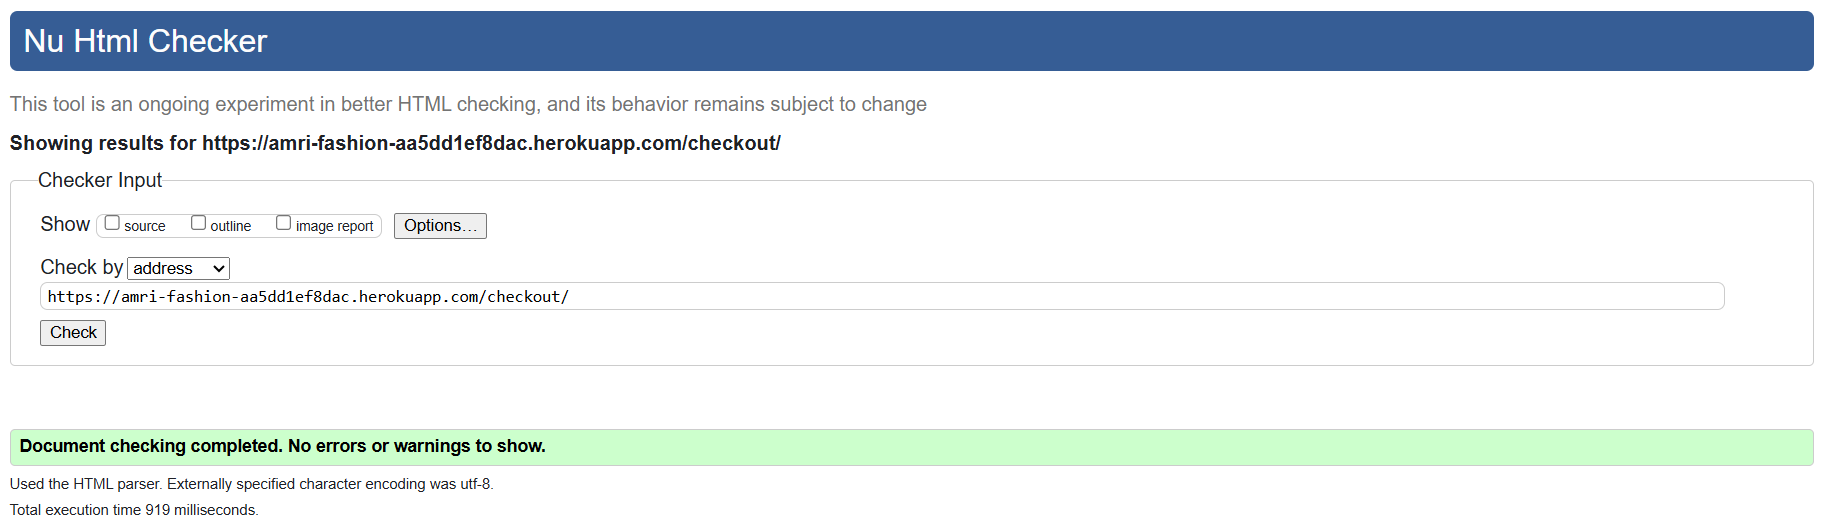 Nu Html Checker
This tool is an ongoing experiment in better HTML checking, and its behavior remains subject to change
Showing results for https://amri-fashion-aa5dd1ef8dac.herokuapp.com/checkout/
Checker Input
Show source outline image report Options…
Check by address
https://amri-fashion-aa5dd1ef8dac.herokuapp.com/checkout/
Check
Document checking completed. No errors or warnings to show.
Used the HTML parser. Externally specified character encoding was utf-8.
Total execution time 919 milliseconds.